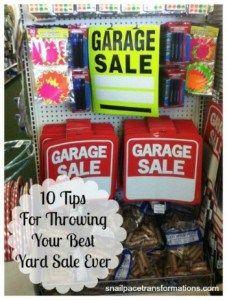 GARAGE
SALE
GARAGE
SALE
GARAGE
SALE
10 Tips
For Throwing
Your Best
Yard Sale Ever
snailpacetransformations.com